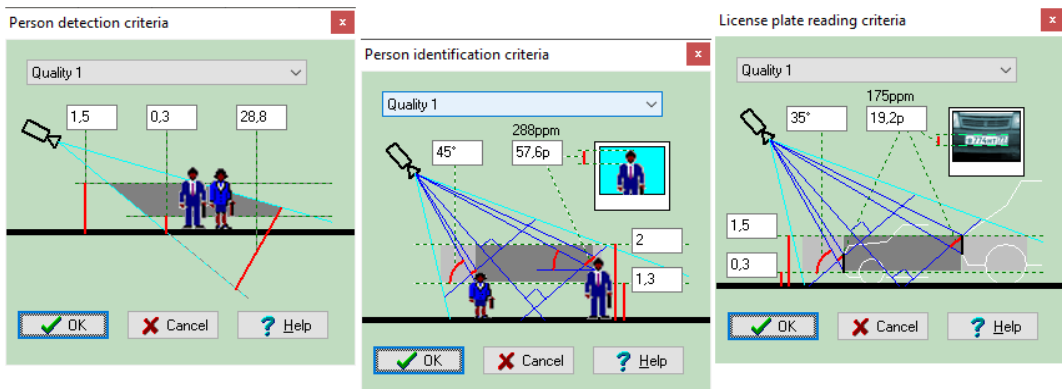 Person detection criteria
x
Quality 1
1,5
0,3
28,8
OK
Cancel
? Help
Person identification criteria
x
Quality 1
288ppm
45°
57,6p
2
1,3
OK
Cancel
? Help
License plate reading criteria
x
Quality 1
175ppm
35°
19,2p
1,5
0,3
OK
Cancel
? Help